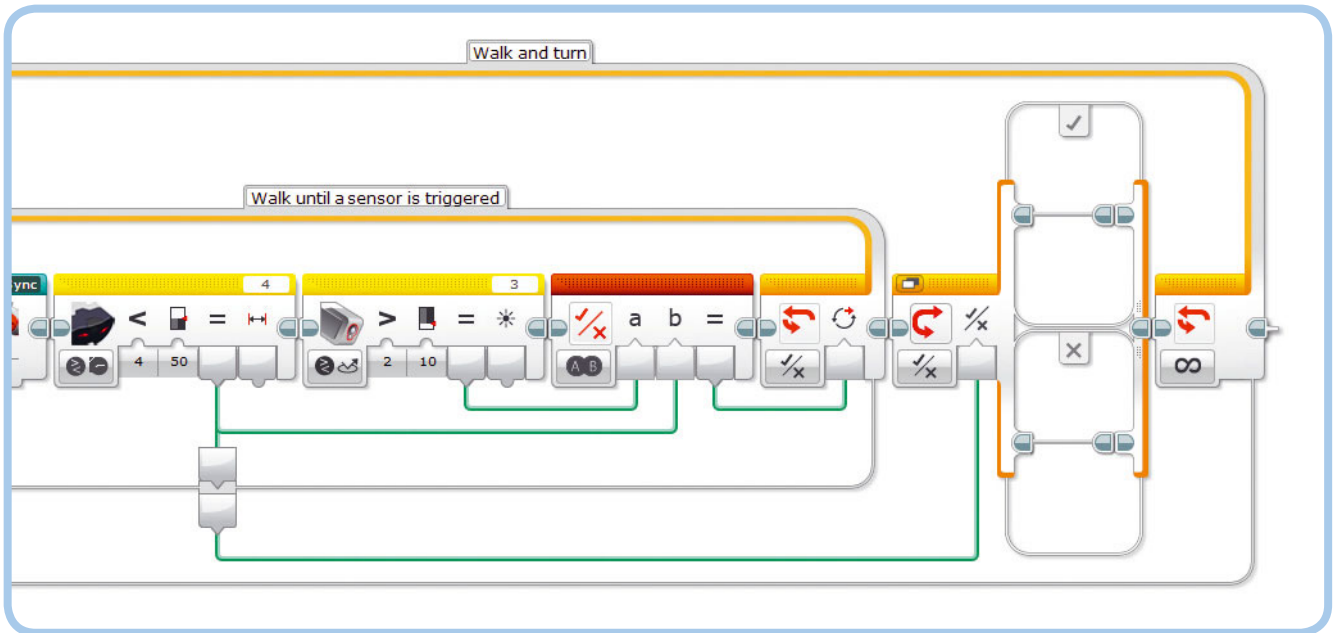 Walk and turn
Walk until a sensor is triggered
ync
4
3
< =
> =
a b =
4 50
2 10
A B
∞